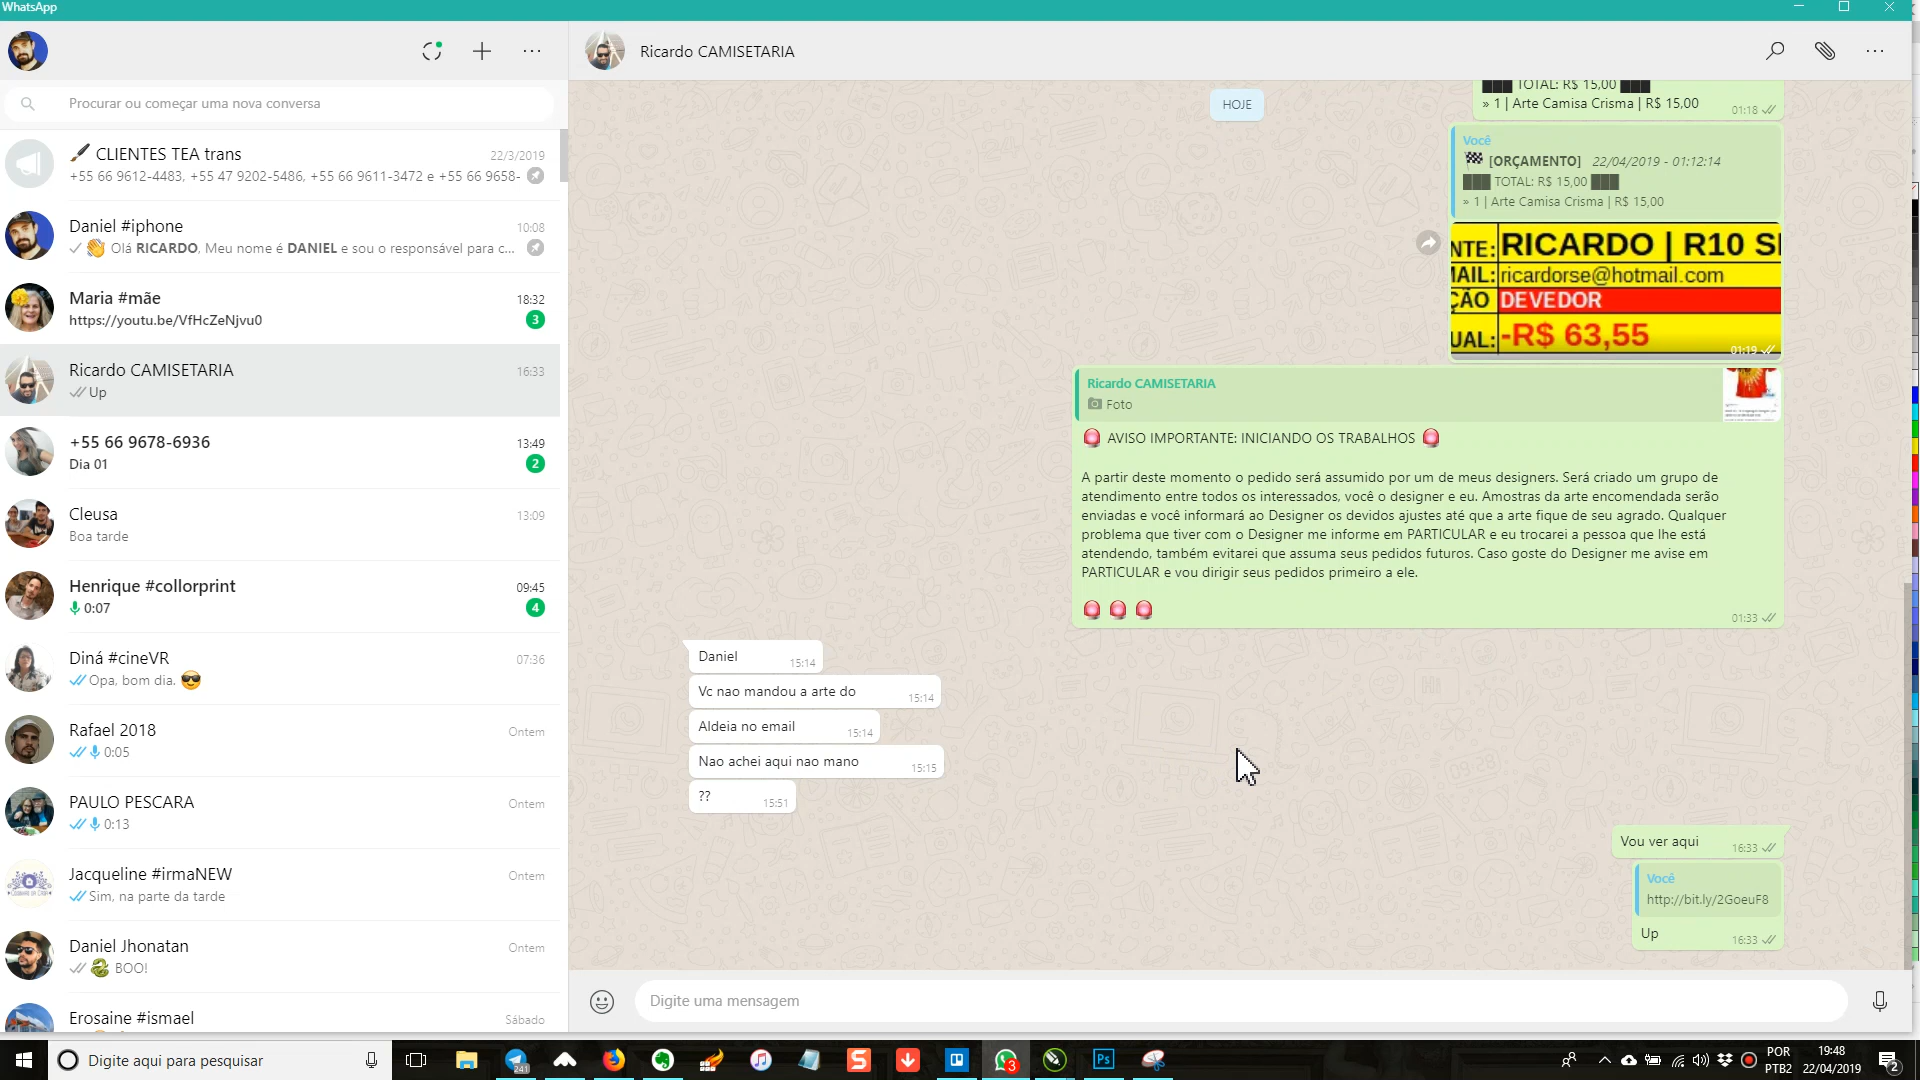 WhatsApp
Procurar ou começar uma nova conversa
CLIENTES TEA trans
22/3/2019
+55 66 9612-4483, +55 47 9202-5486, +55 66 9611-3472 e +55 66 9658-
Daniel #iphone
10:08
Olá RICARDO, Meu nome é DANIEL e sou o responsável para c...
Maria #mãe
18:32
https://youtu.be/VfHcZeNjvu0
3
Ricardo CAMISETARIA
16:33
Up
+55 66 9678-6936
13:49
Dia 01
2
Cleusa
13:09
Boa tarde
Henrique #collorprint
09:45
0:07
4
Diná #cineVR
07:36
Opa, bom dia.
Rafael 2018
Ontem
0:05
PAULO PESCARA
Ontem
0:13
Jacqueline #irmaNEW
Ontem
Sim, na parte da tarde
Daniel Jhonatan
Ontem
BOO!
Erosaine #ismael
Sábado
Ricardo CAMISETARIA
HOJE
███ TOTAL: R$ 15,00 ███
» 1 | Arte Camisa Crisma | R$ 15,00
01:18
Você
[ORÇAMENTO] 22/04/2019 - 01:12:14
███ TOTAL: R$ 15,00 ███
» 1 | Arte Camisa Crisma | R$ 15,00
NTE: RICARDO | R10 S
AIL: ricardorse@hotmail.com
ÇÃO DEVEDOR
UAL: -R$ 63,55
01:19
Ricardo CAMISETARIA
Foto
AVISO IMPORTANTE: INICIANDO OS TRABALHOS
A partir deste momento o pedido será assumido por um de meus designers. Será criado um grupo de
atendimento entre todos os interessados, você o designer e eu. Amostras da arte encomendada serão
enviadas e você informará ao Designer os devidos ajustes até que a arte fique de seu agrado. Qualquer
problema que tiver com o Designer me informe em PARTICULAR e eu trocarei a pessoa que lhe está
atendendo, também evitarei que assuma seus pedidos futuros. Caso goste do Designer me avise em
PARTICULAR e vou dirigir seus pedidos primeiro a ele.
01:33
Daniel
15:14
Vc nao mandou a arte do
15:14
Aldeia no email
15:14
Nao achei aqui nao mano
15:15
??
15:51
Vou ver aqui
16:33
Você
http://bit.ly/2GoeuF8
Up
16:33
Digite uma mensagem
Digite aqui para pesquisar
241
S
3
Ps
POR
PTB2
19:48
22/04/2019
2